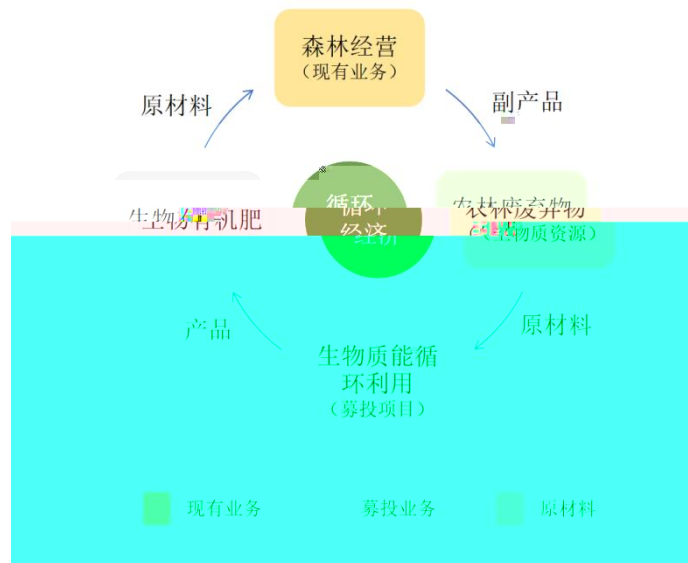 森林经营
（现有业务）
原材料
副产品
循环
经济
生物有机肥
农林废弃物
生物质资源）
产品
原材料
生物质能循
环利用
（募投项目）
现有业务
募投业务
原材料